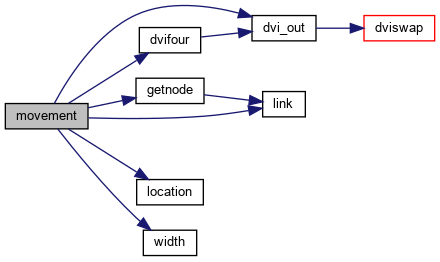 movement
dvifour
dvi_out
dviswap
getnode
link
location
width